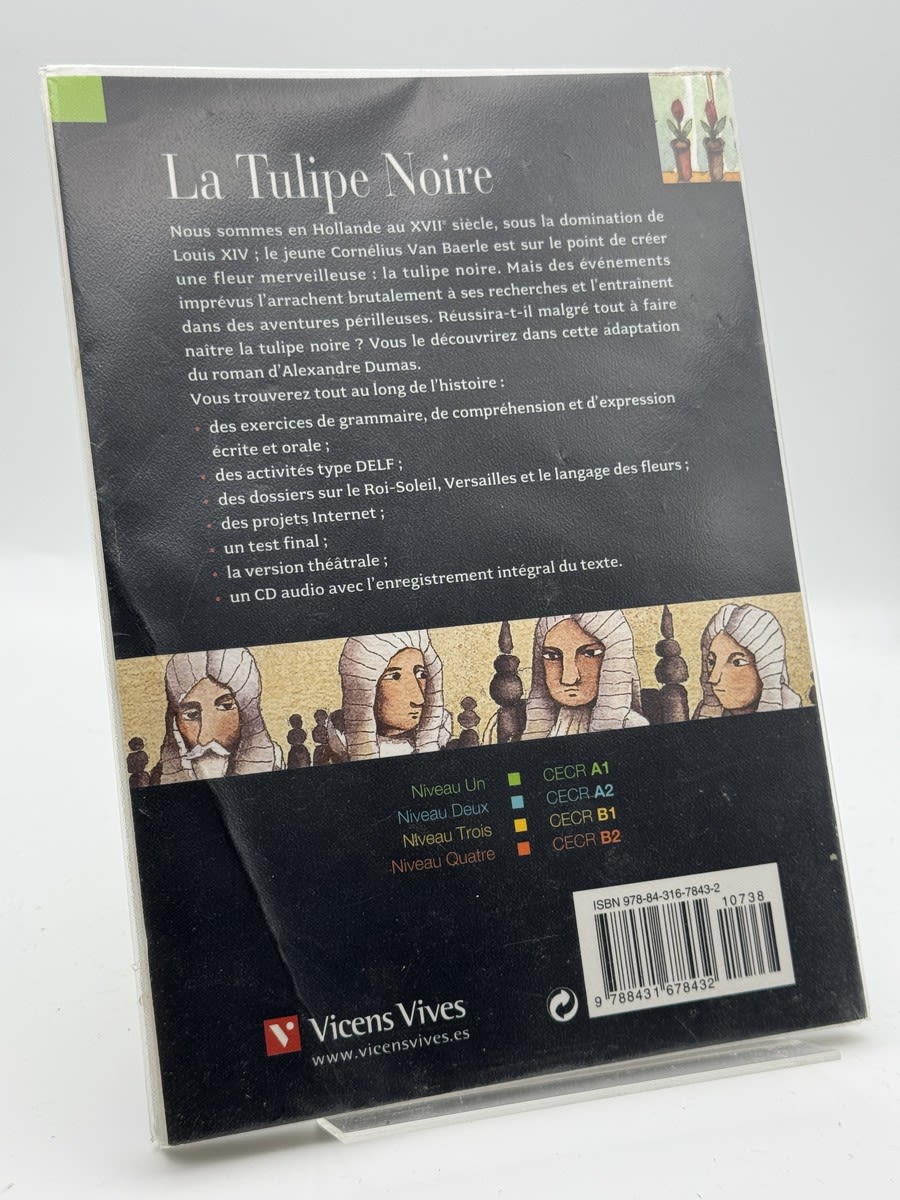 La Tulipe Noire
Nous sommes en Hollande au XVIIe siècle, sous la domination de
Louis XIV ; le jeune Cornélius Van Baerle est sur le point de créer
une fleur merveilleuse : la tulipe noire. Mais des événements
imprévus l'arrachent brutalement à ses recherches et l'entraînent
dans des aventures périlleuses. Réussira-t-il malgré tout à faire
naître la tulipe noire ? Vous le découvrirez dans cette adaptation
du roman d'Alexandre Dumas.
Vous trouverez tout au long de l'histoire :
• des exercices de grammaire, de compréhension et d'expression
écrite et orale ;
• des activités type DELF ;
• des dossiers sur le Roi-Soleil, Versailles et le langage des fleurs ;
• des projets Internet ;
• un test final ;
• la version théâtrale ;
• un CD audio avec l'enregistrement intégral du texte.
Niveau Un CECR A1
Niveau Deux CECR A2
Niveau Trois CECR B1
Niveau Quatre CECR B2
ISBN 978-84-316-7843-2
10738
9 788431 678432
Vicens Vives
www.vicensvives.es